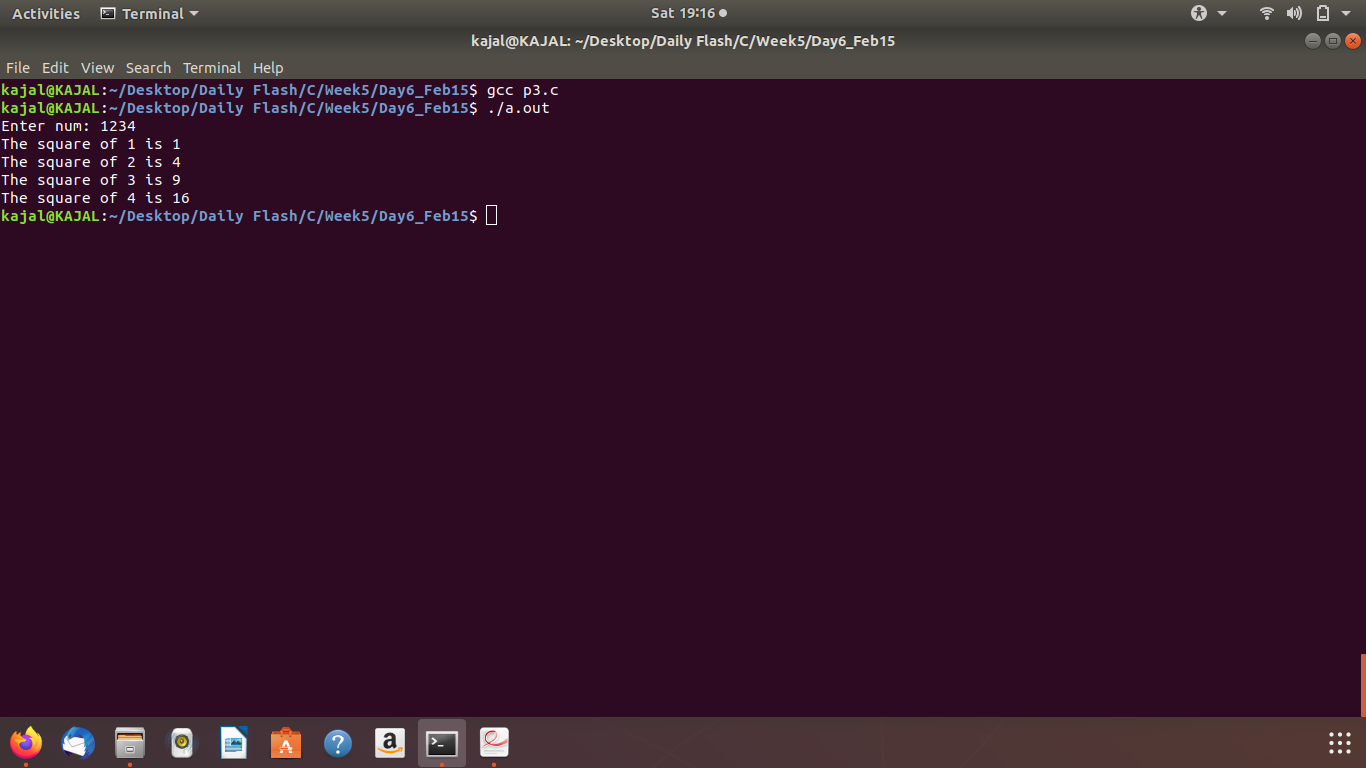 Activities Terminal Sat 19:16
kajal@KAJAL: ~/Desktop/Daily Flash/C/Week5/Day6_Feb15
File Edit View Search Terminal Help
kajal@KAJAL:~/Desktop/Daily Flash/C/Week5/Day6_Feb15$ gcc p3.c
kajal@KAJAL:~/Desktop/Daily Flash/C/Week5/Day6_Feb15$ ./a.out
Enter num: 1234
The square of 1 is 1
The square of 2 is 4
The square of 3 is 9
The square of 4 is 16
kajal@KAJAL:~/Desktop/Daily Flash/C/Week5/Day6_Feb15$